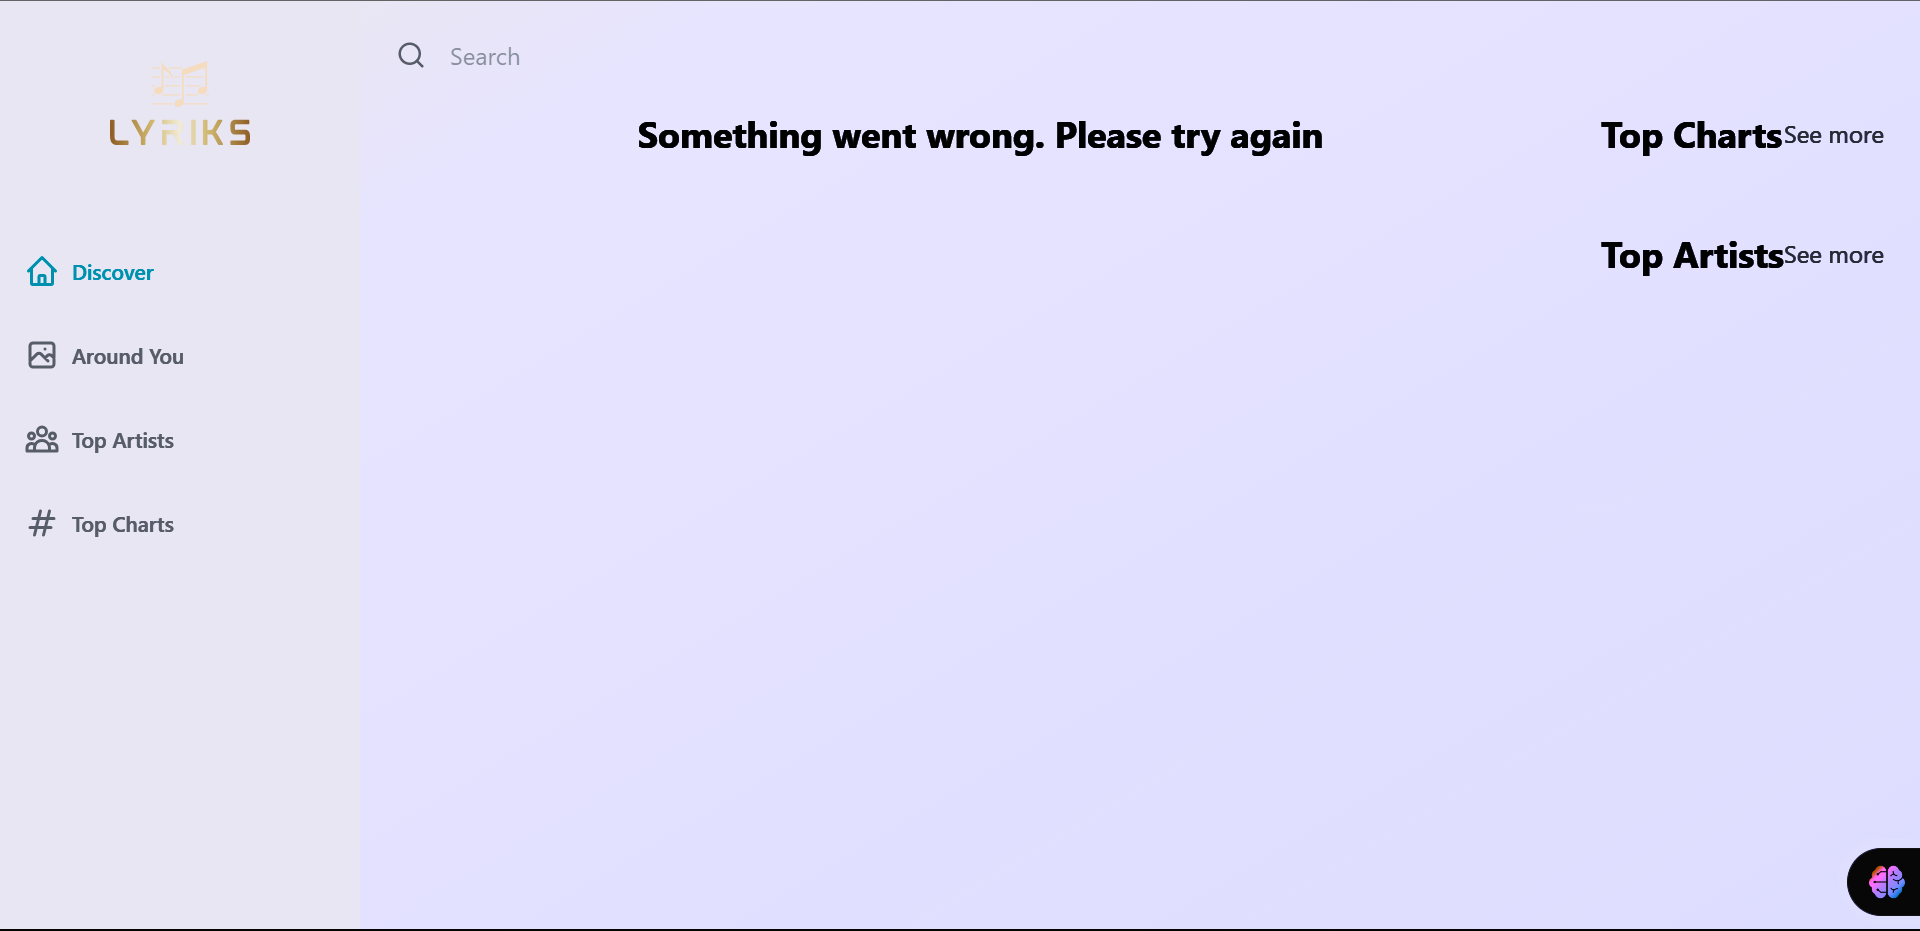 LYRIKS
Discover
Around You
Top Artists
Top Charts
Search
Something went wrong. Please try again
Top Charts See more
Top Artists See more